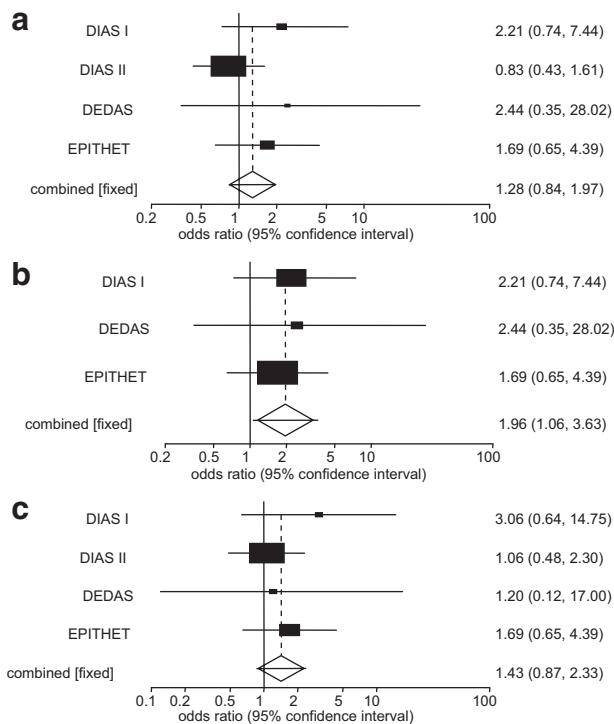 a
DIAS I 2.21 (0.74, 7.44)
DIAS II 0.83 (0.43, 1.61)
DEDAS 2.44 (0.35, 28.02)
EPITHET 1.69 (0.65, 4.39)
combined [fixed] 1.28 (0.84, 1.97)
0.2 0.5 1 2 5 10 100
odds ratio (95% confidence interval)
b
DIAS I 2.21 (0.74, 7.44)
DEDAS 2.44 (0.35, 28.02)
EPITHET 1.69 (0.65, 4.39)
combined [fixed] 1.96 (1.06, 3.63)
0.2 0.5 1 2 5 10 100
odds ratio (95% confidence interval)
c
DIAS I 3.06 (0.64, 14.75)
DIAS II 1.06 (0.48, 2.30)
DEDAS 1.20 (0.12, 17.00)
EPITHET 1.69 (0.65, 4.39)
combined [fixed] 1.43 (0.87, 2.33)
0.1 0.2 0.5 1 2 5 10 100
odds ratio (95% confidence interval)